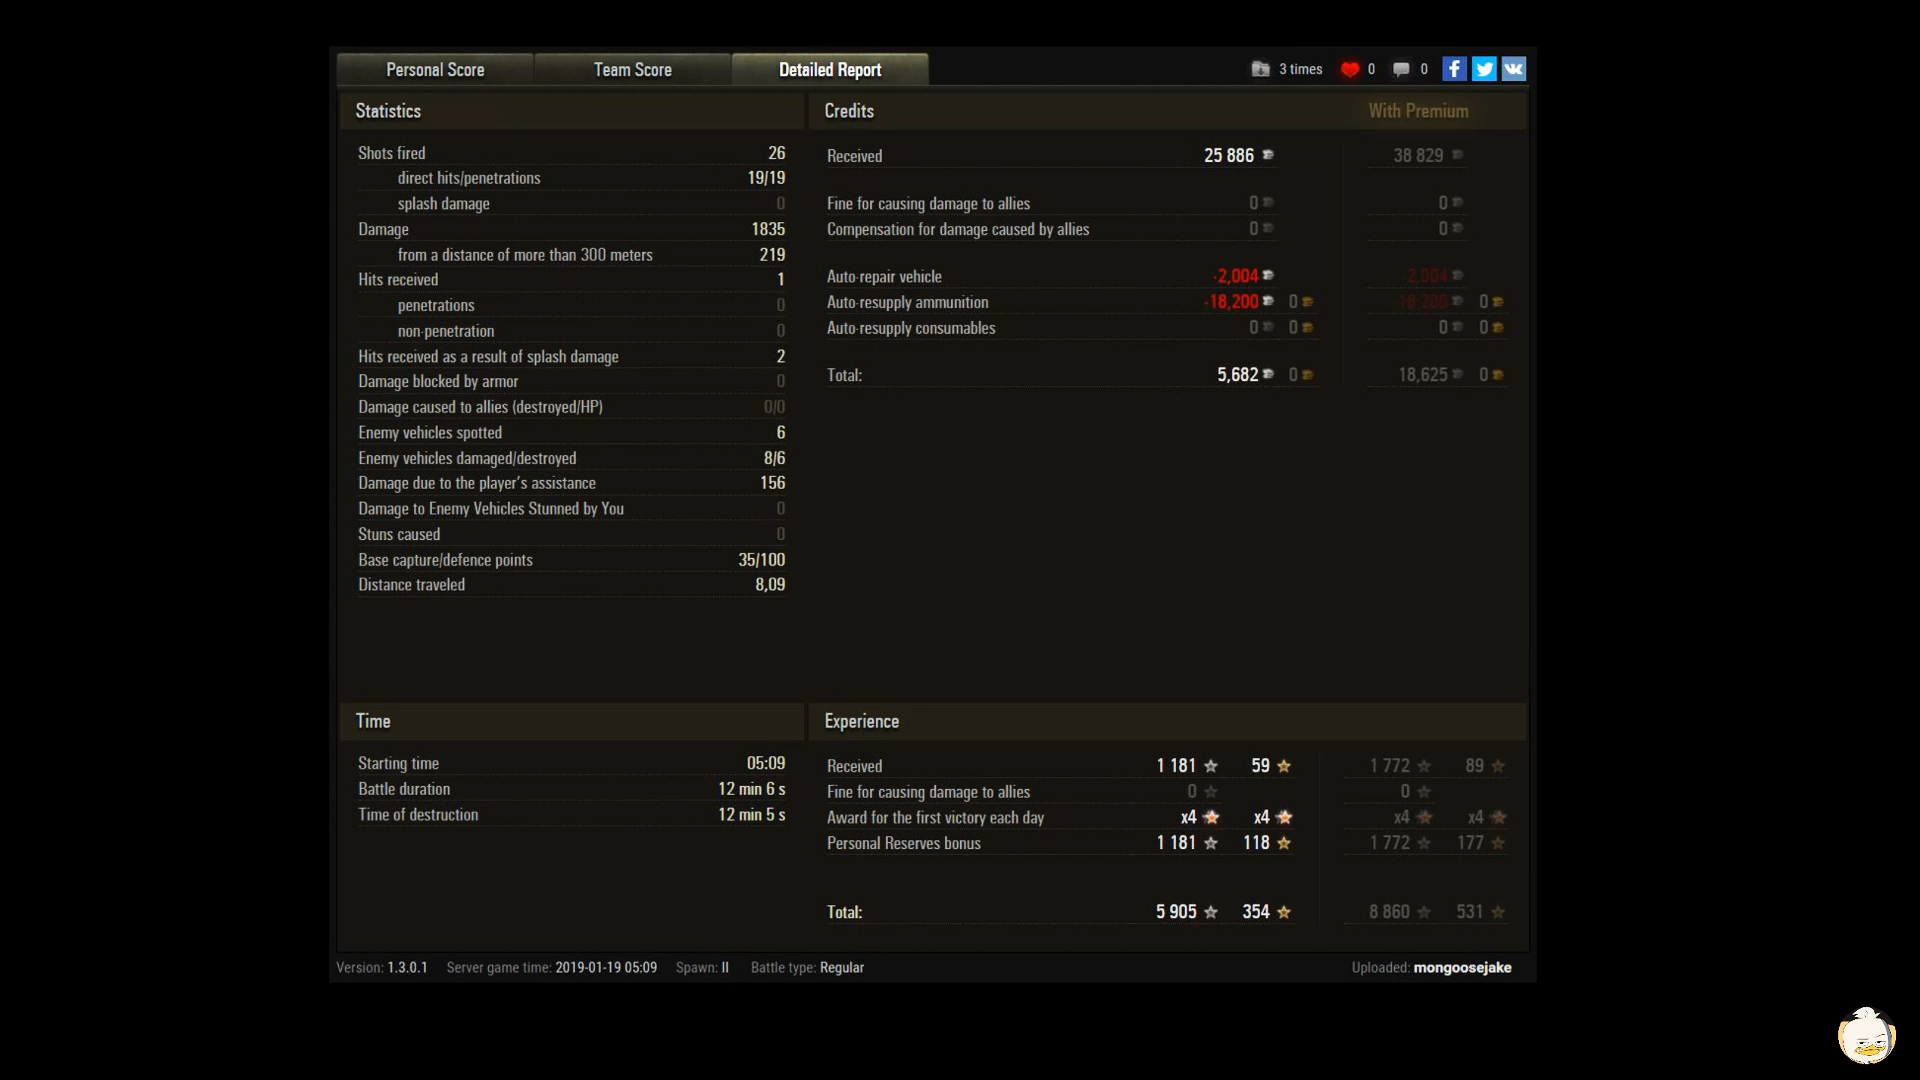 Personal Score
Team Score
Detailed Report
3 times
0
0
Statistics
Shots fired 26
direct hits/penetrations 19/19
splash damage 0
Damage 1835
from a distance of more than 300 meters 219
Hits received 1
penetrations 0
non-penetration 0
Hits received as a result of splash damage 2
Damage blocked by armor 0
Damage caused to allies (destroyed/HP) 0/0
Enemy vehicles spotted 6
Enemy vehicles damaged/destroyed 8/6
Damage due to the player's assistance 156
Damage to Enemy Vehicles Stunned by You 0
Stuns caused 0
Base capture/defence points 35/100
Distance traveled 8,09
Credits With Premium
Received 25 886 38 829
Fine for causing damage to allies 0 0
Compensation for damage caused by allies 0 0
Auto-repair vehicle -2,004 -2,004
Auto-resupply ammunition -18,200 0 -18,200 0
Auto-resupply consumables 0 0 0 0
Total: 5,682 0 18,625 0
Time
Starting time 05:09
Battle duration 12 min 6 s
Time of destruction 12 min 5 s
Experience
Received 1 181 59 1 772 89
Fine for causing damage to allies 0 0
Award for the first victory each day x4 x4 x4 x4
Personal Reserves bonus 1 181 118 1 772 177
Total: 5 905 354 8 860 531
Version: 1.3.0.1 Server game time: 2019-01-19 05:09 Spawn: II Battle type: Regular Uploaded: mongoosejake